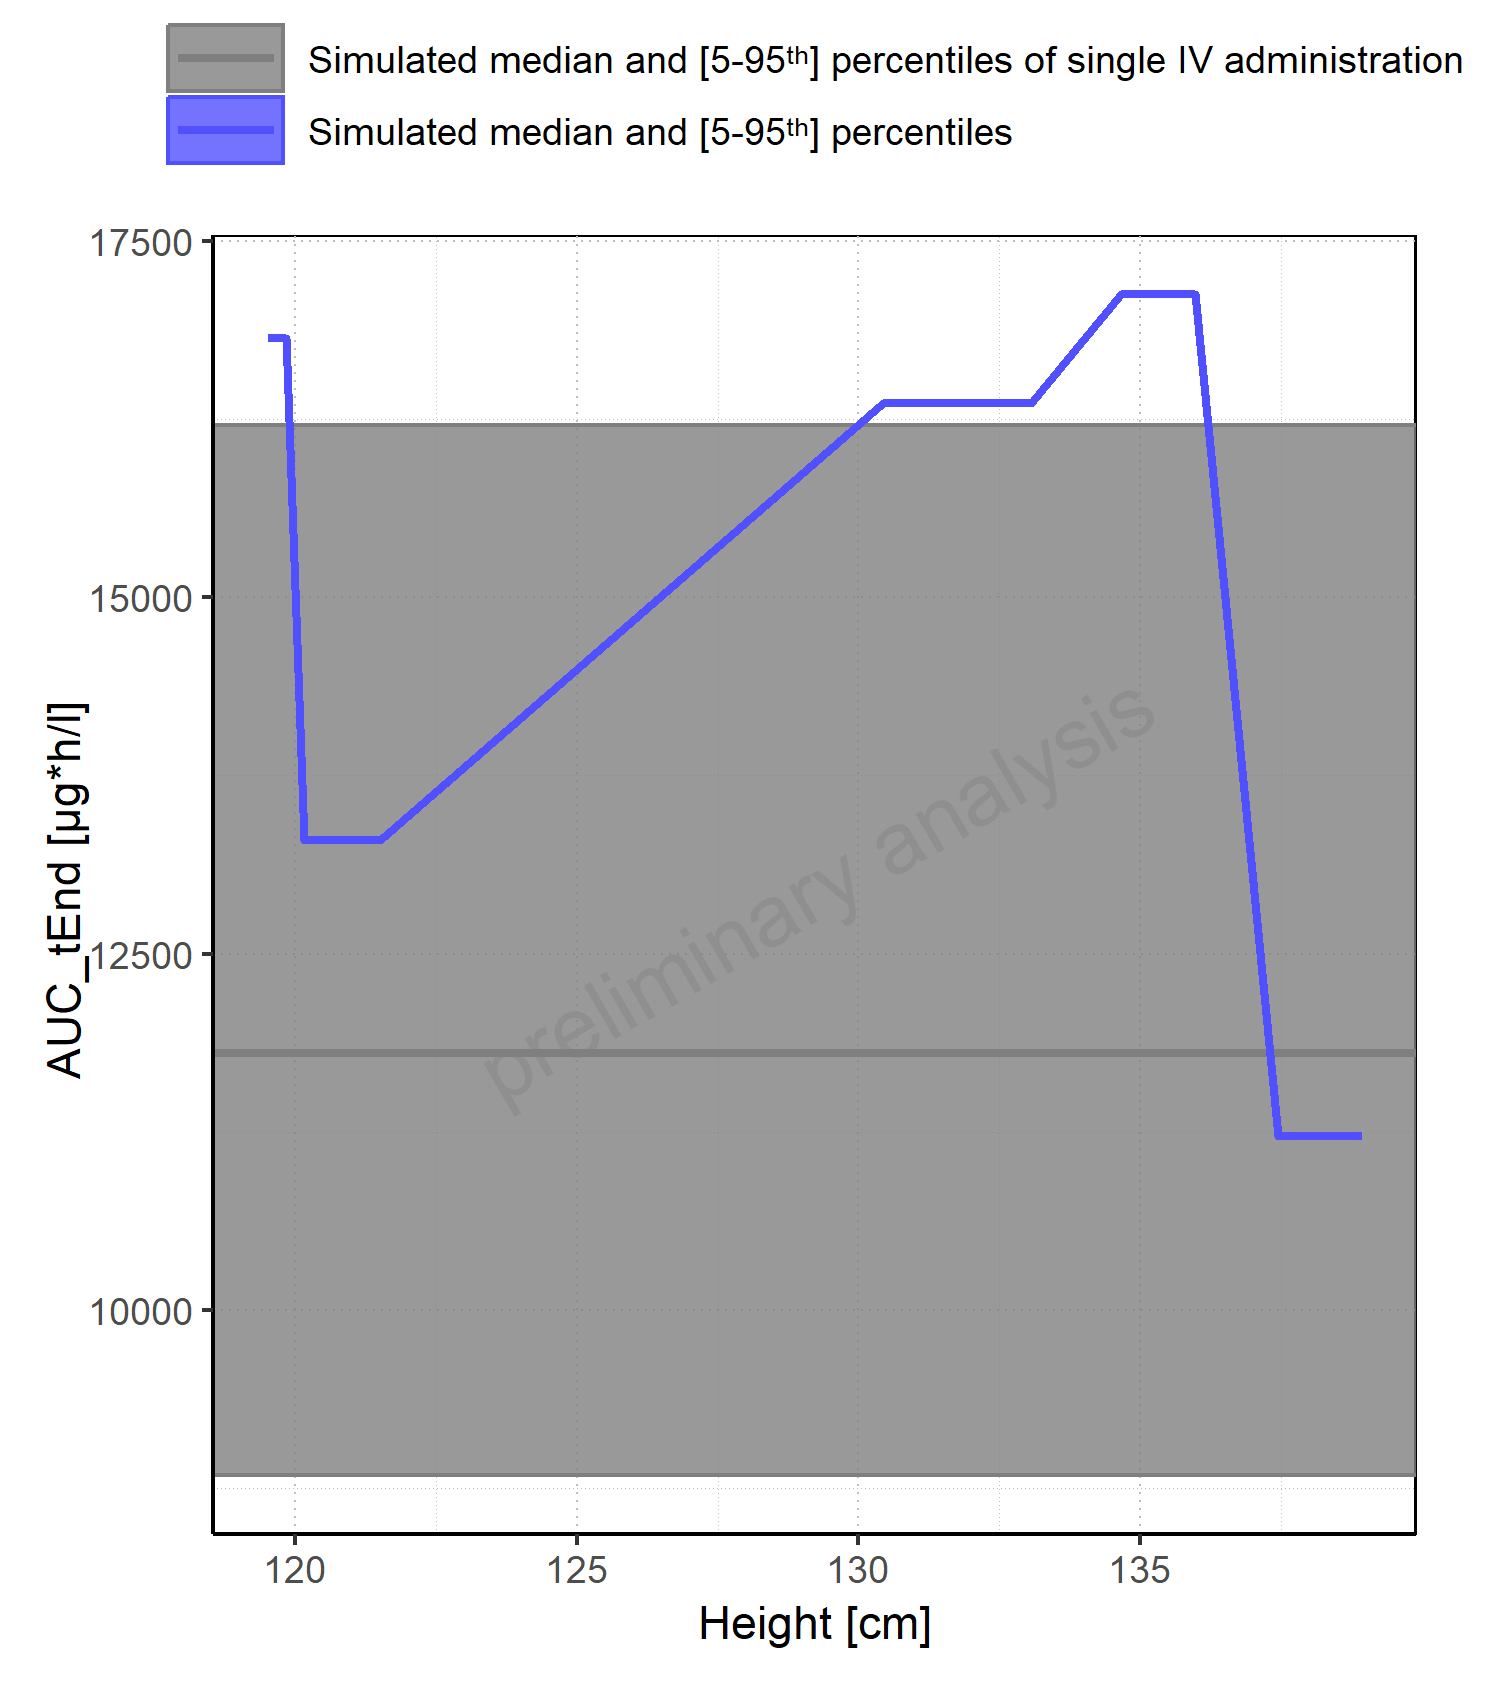 Simulated median and [5-95ᵗʰ] percentiles of single IV administration
Simulated median and [5-95ᵗʰ] percentiles
17500
15000
12500
10000
AUC_tEnd [µg*h/l]
preliminary analysis
120 125 130 135
Height [cm]